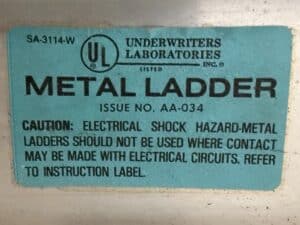 SA-3114-W
UL
UNDERWRITERS
LABORATORIES
INC.®
LISTED
METAL LADDER
ISSUE NO. AA-034
CAUTION: ELECTRICAL SHOCK HAZARD-METAL
LADDERS SHOULD NOT BE USED WHERE CONTACT
MAY BE MADE WITH ELECTRICAL CIRCUITS. REFER
TO INSTRUCTION LABEL.